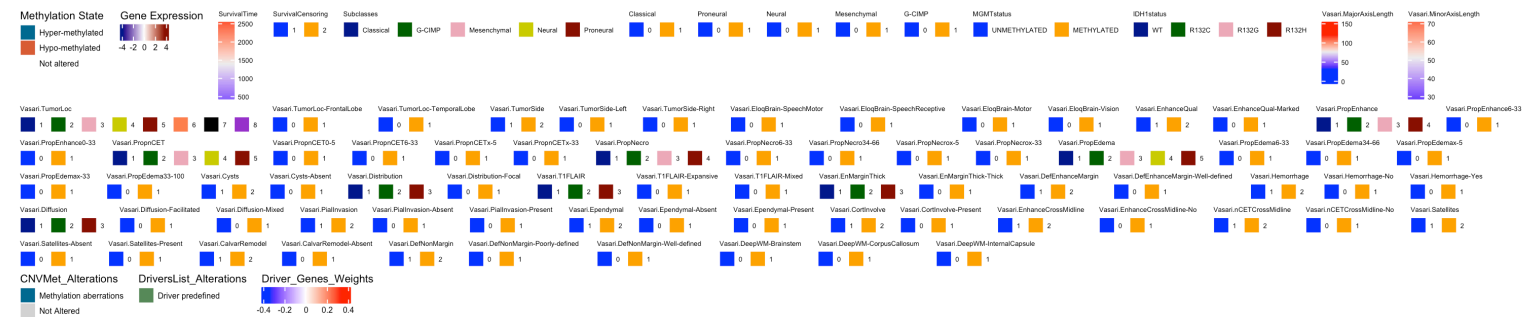 Methylation State
Hyper-methylated
Hypo-methylated
Not altered
Gene Expression
-4 -2 0 2 4
SurvivalTime
2500
2000
1500
1000
500
SurvivalCensoring
1 2
Subclasses
Classical G-CIMP Mesenchymal Neural Proneural
Classical
0 1
Proneural
0 1
Neural
0 1
Mesenchymal
0 1
G-CIMP
0 1
MGMTstatus
UNMETHYLATED METHYLATED
IDH1status
WT R132C R132G R132H
Vasari.MajorAxisLength
150
100
50
0
Vasari.MinorAxisLength
70
60
50
40
30
Vasari.TumorLoc
1 2 3 4 5 6 7 8
Vasari.TumorLoc-FrontalLobe
0 1
Vasari.TumorLoc-TemporalLobe
0 1
Vasari.TumorSide
1 2
Vasari.TumorSide-Left
0 1
Vasari.TumorSide-Right
0 1
Vasari.EloqBrain-SpeechMotor
0 1
Vasari.EloqBrain-SpeechReceptive
0 1
Vasari.EloqBrain-Motor
0 1
Vasari.EloqBrain-Vision
0 1
Vasari.EnhanceQual
1 2
Vasari.EnhanceQual-Marked
0 1
Vasari.PropEnhance
1 2 3 4
Vasari.PropEnhance6-33
0 1
Vasari.PropEnhance0-33
0 1
Vasari.PropnCET
1 2 3 4 5
Vasari.PropnCET0-5
0 1
Vasari.PropnCET6-33
0 1
Vasari.PropnCETx-5
0 1
Vasari.PropnCETx-33
0 1
Vasari.PropNecro
1 2 3 4
Vasari.PropNecro6-33
0 1
Vasari.PropNecro34-66
0 1
Vasari.PropNecrox-5
0 1
Vasari.PropNecrox-33
0 1
Vasari.PropEdema
1 2 3 4 5
Vasari.PropEdema6-33
0 1
Vasari.PropEdema34-66
0 1
Vasari.PropEdemax-5
0 1
Vasari.PropEdemax-33
0 1
Vasari.PropEdema33-100
0 1
Vasari.Cysts
1 2
Vasari.Cysts-Absent
0 1
Vasari.Distribution
1 2 3
Vasari.Distribution-Focal
0 1
Vasari.T1FLAIR
1 2 3
Vasari.T1FLAIR-Expansive
0 1
Vasari.T1FLAIR-Mixed
0 1
Vasari.EnMarginThick
1 2 3
Vasari.EnMarginThick-Thick
0 1
Vasari.DefEnhanceMargin
1 2
Vasari.DefEnhanceMargin-Well-defined
0 1
Vasari.Hemorrhage
1 2
Vasari.Hemorrhage-No
0 1
Vasari.Hemorrhage-Yes
0 1
Vasari.Diffusion
1 2 3
Vasari.Diffusion-Facilitated
0 1
Vasari.Diffusion-Mixed
0 1
Vasari.PialInvasion
1 2
Vasari.PialInvasion-Absent
0 1
Vasari.PialInvasion-Present
0 1
Vasari.Ependymal
1 2
Vasari.Ependymal-Absent
0 1
Vasari.Ependymal-Present
0 1
Vasari.CortInvolve
1 2
Vasari.CortInvolve-Present
0 1
Vasari.EnhanceCrossMidline
1 2
Vasari.EnhanceCrossMidline-No
0 1
Vasari.nCETCrossMidline
1 2
Vasari.nCETCrossMidline-No
0 1
Vasari.Satellites
1 2
Vasari.Satellites-Absent
0 1
Vasari.Satellites-Present
0 1
Vasari.CalvarRemodel
1 2
Vasari.CalvarRemodel-Absent
0 1
Vasari.DefNonMargin
1 2
Vasari.DefNonMargin-Poorly-defined
0 1
Vasari.DefNonMargin-Well-defined
0 1
Vasari.DeepWM-Brainstem
0 1
Vasari.DeepWM-CorpusCallosum
0 1
Vasari.DeepWM-InternalCapsule
0 1
CNVMet_Alterations
Methylation aberrations
Not Altered
DriversList_Alterations
Driver predefined
Driver_Genes_Weights
-0.4 -0.2 0 0.2 0.4